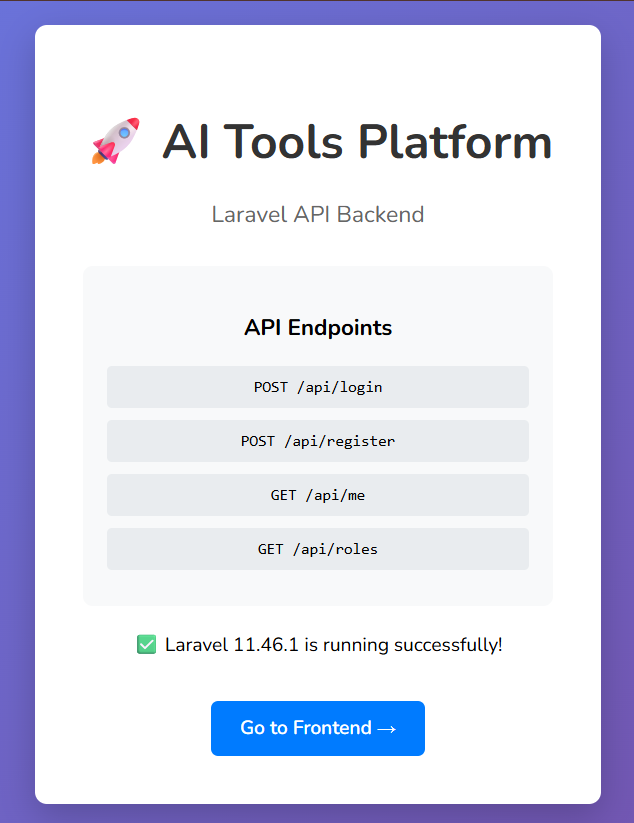 🚀 AI Tools Platform
Laravel API Backend
API Endpoints
POST /api/login
POST /api/register
GET /api/me
GET /api/roles
✅ Laravel 11.46.1 is running successfully!
Go to Frontend →